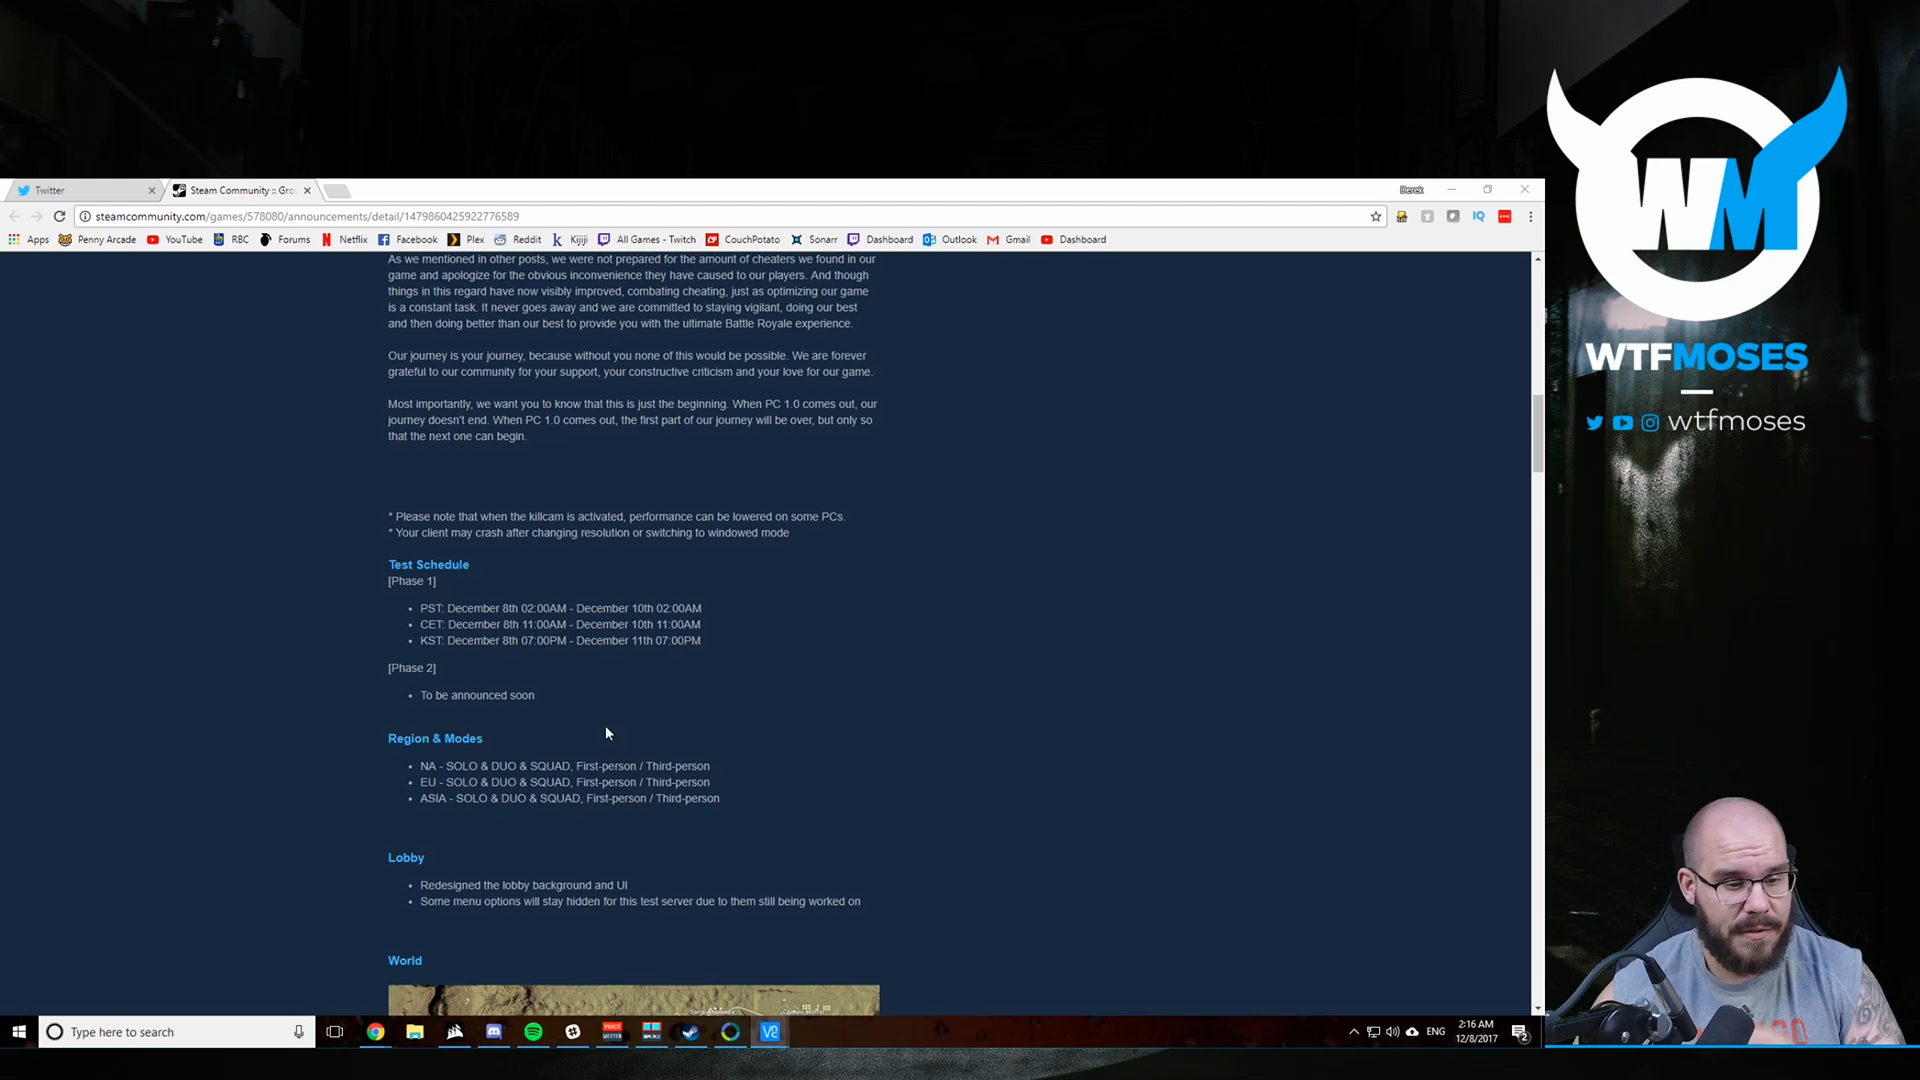 Twitter
Steam Community :: Gro
Derek
steamcommunity.com/games/578080/announcements/detail/1479860425922776589
Apps Penny Arcade YouTube RBC Forums Netflix Facebook Plex Reddit Kijiji All Games - Twitch CouchPotato Sonarr Dashboard Outlook Gmail Dashboard
As we mentioned in other posts, we were not prepared for the amount of cheaters we found in our
game and apologize for the obvious inconvenience they have caused to our players. And though
things in this regard have now visibly improved, combating cheating, just as optimizing our game
is a constant task. It never goes away and we are committed to staying vigilant, doing our best
and then doing better than our best to provide you with the ultimate Battle Royale experience.
Our journey is your journey, because without you none of this would be possible. We are forever
grateful to our community for your support, your constructive criticism and your love for our game.
Most importantly, we want you to know that this is just the beginning. When PC 1.0 comes out, our
journey doesn't end. When PC 1.0 comes out, the first part of our journey will be over, but only so
that the next one can begin.
* Please note that when the killcam is activated, performance can be lowered on some PCs.
* Your client may crash after changing resolution or switching to windowed mode
Test Schedule
[Phase 1]
• PST: December 8th 02:00AM - December 10th 02:00AM
• CET: December 8th 11:00AM - December 10th 11:00AM
• KST: December 8th 07:00PM - December 11th 07:00PM
[Phase 2]
• To be announced soon
Region & Modes
• NA - SOLO & DUO & SQUAD, First-person / Third-person
• EU - SOLO & DUO & SQUAD, First-person / Third-person
• ASIA - SOLO & DUO & SQUAD, First-person / Third-person
Lobby
• Redesigned the lobby background and UI
• Some menu options will stay hidden for this test server due to them still being worked on
World
Type here to search
ENG
2:16 AM
12/8/2017
2
WM
WTFMOSES
wtfmoses